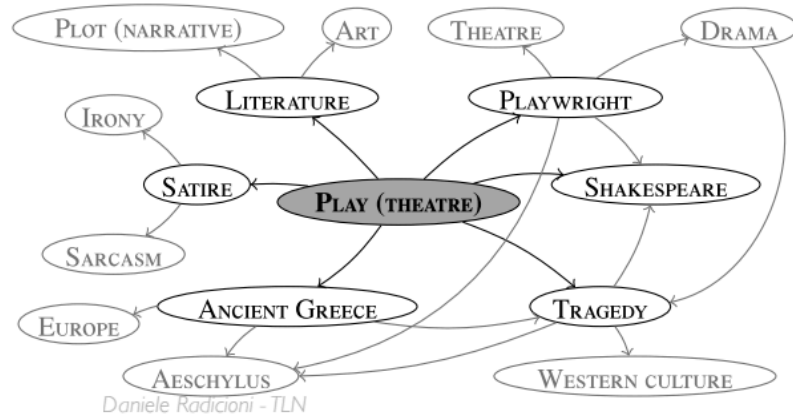 PLOT (NARRATIVE)
ART
THEATRE
DRAMA
LITERATURE
PLAYWRIGHT
IRONY
SATIRE
PLAY (THEATRE)
SHAKESPEARE
SARCASM
ANCIENT GREECE
TRAGEDY
EUROPE
AESCHYLUS
WESTERN CULTURE
Daniele Radicioni - TLN